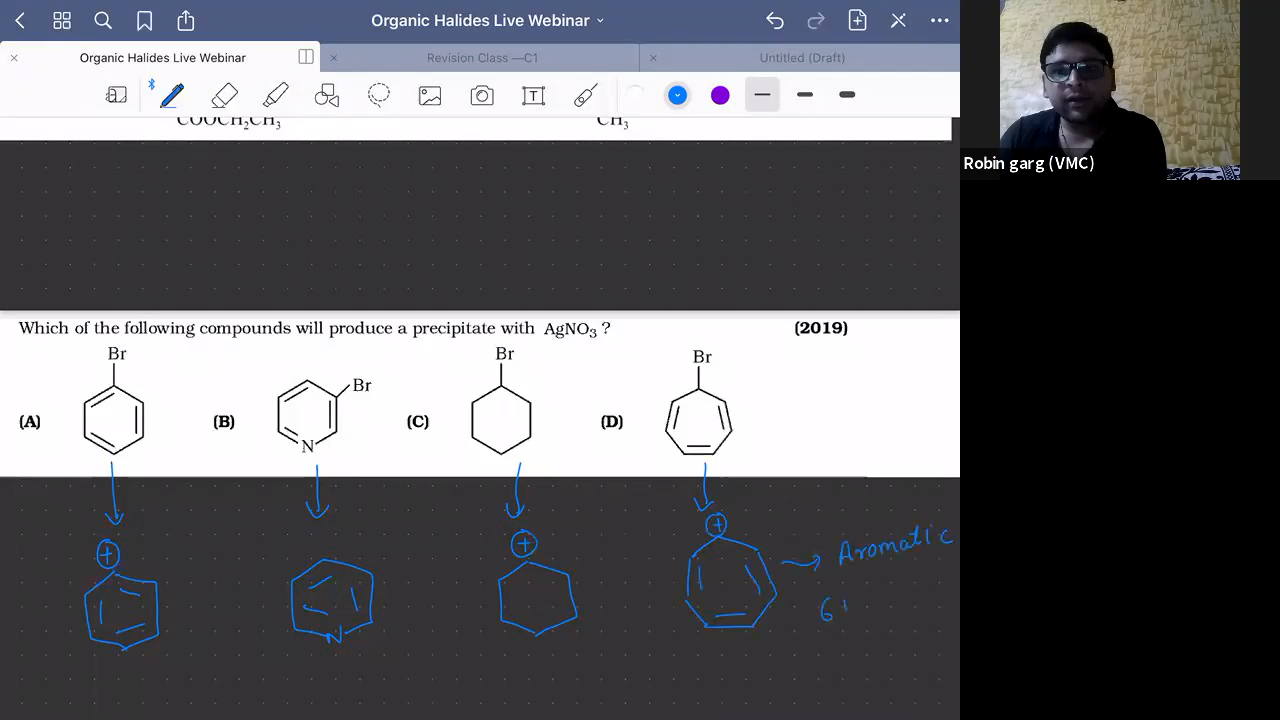 Organic Halides Live Webinar
Organic Halides Live Webinar
Revision Class —C1
Untitled (Draft)
T
COOCH2CH3
CH3
Robin garg (VMC)
Which of the following compounds will produce a precipitate with AgNO3 ? (2019)
Br
Br
Br
Br
(A)
(B)
(C)
(D)
N
+
+
+
N
Aromatic
6